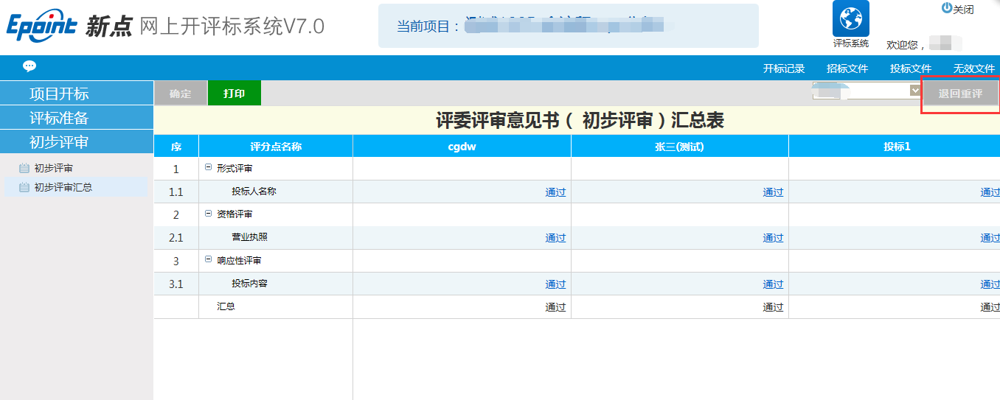 Epoint 新点 网上开评标系统V7.0
当前项目：
评标系统
关闭
欢迎您，
开标记录 招标文件 投标文件 无效文件
项目开标
评标准备
初步评审
初步评审
初步评审汇总
确定 打印 退回重评
评委评审意见书（ 初步评审）汇总表
序 评分点名称 cgdw 张三(测试) 投标1
1 形式评审
1.1 投标人名称 通过 通过 通过
2 资格评审
2.1 营业执照 通过 通过 通过
3 响应性评审
3.1 投标内容 通过 通过 通过
汇总 通过 通过 通过